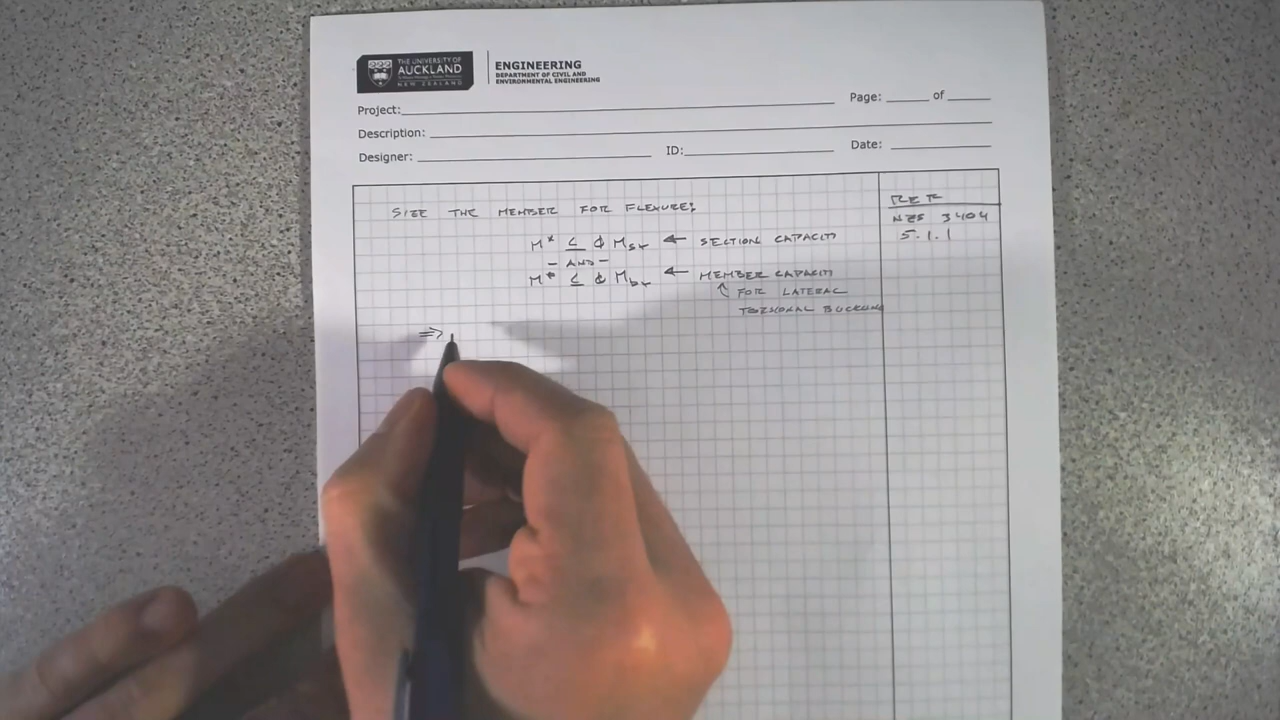 THE UNIVERSITY OF
AUCKLAND
NEW ZEALAND
ENGINEERING
DEPARTMENT OF CIVIL AND
ENVIRONMENTAL ENGINEERING
Project:
Page: of
Description:
Designer: ID: Date:
SIZE THE MEMBER FOR FLEXURE:
REF
NZS 3404
5.1.1
M* ≤ ϕ Msx ← SECTION CAPACITY
- AND -
M* ≤ ϕ Mbx ← MEMBER CAPACITY
↑ FOR LATERAL
TORSIONAL BUCKLING
⇒